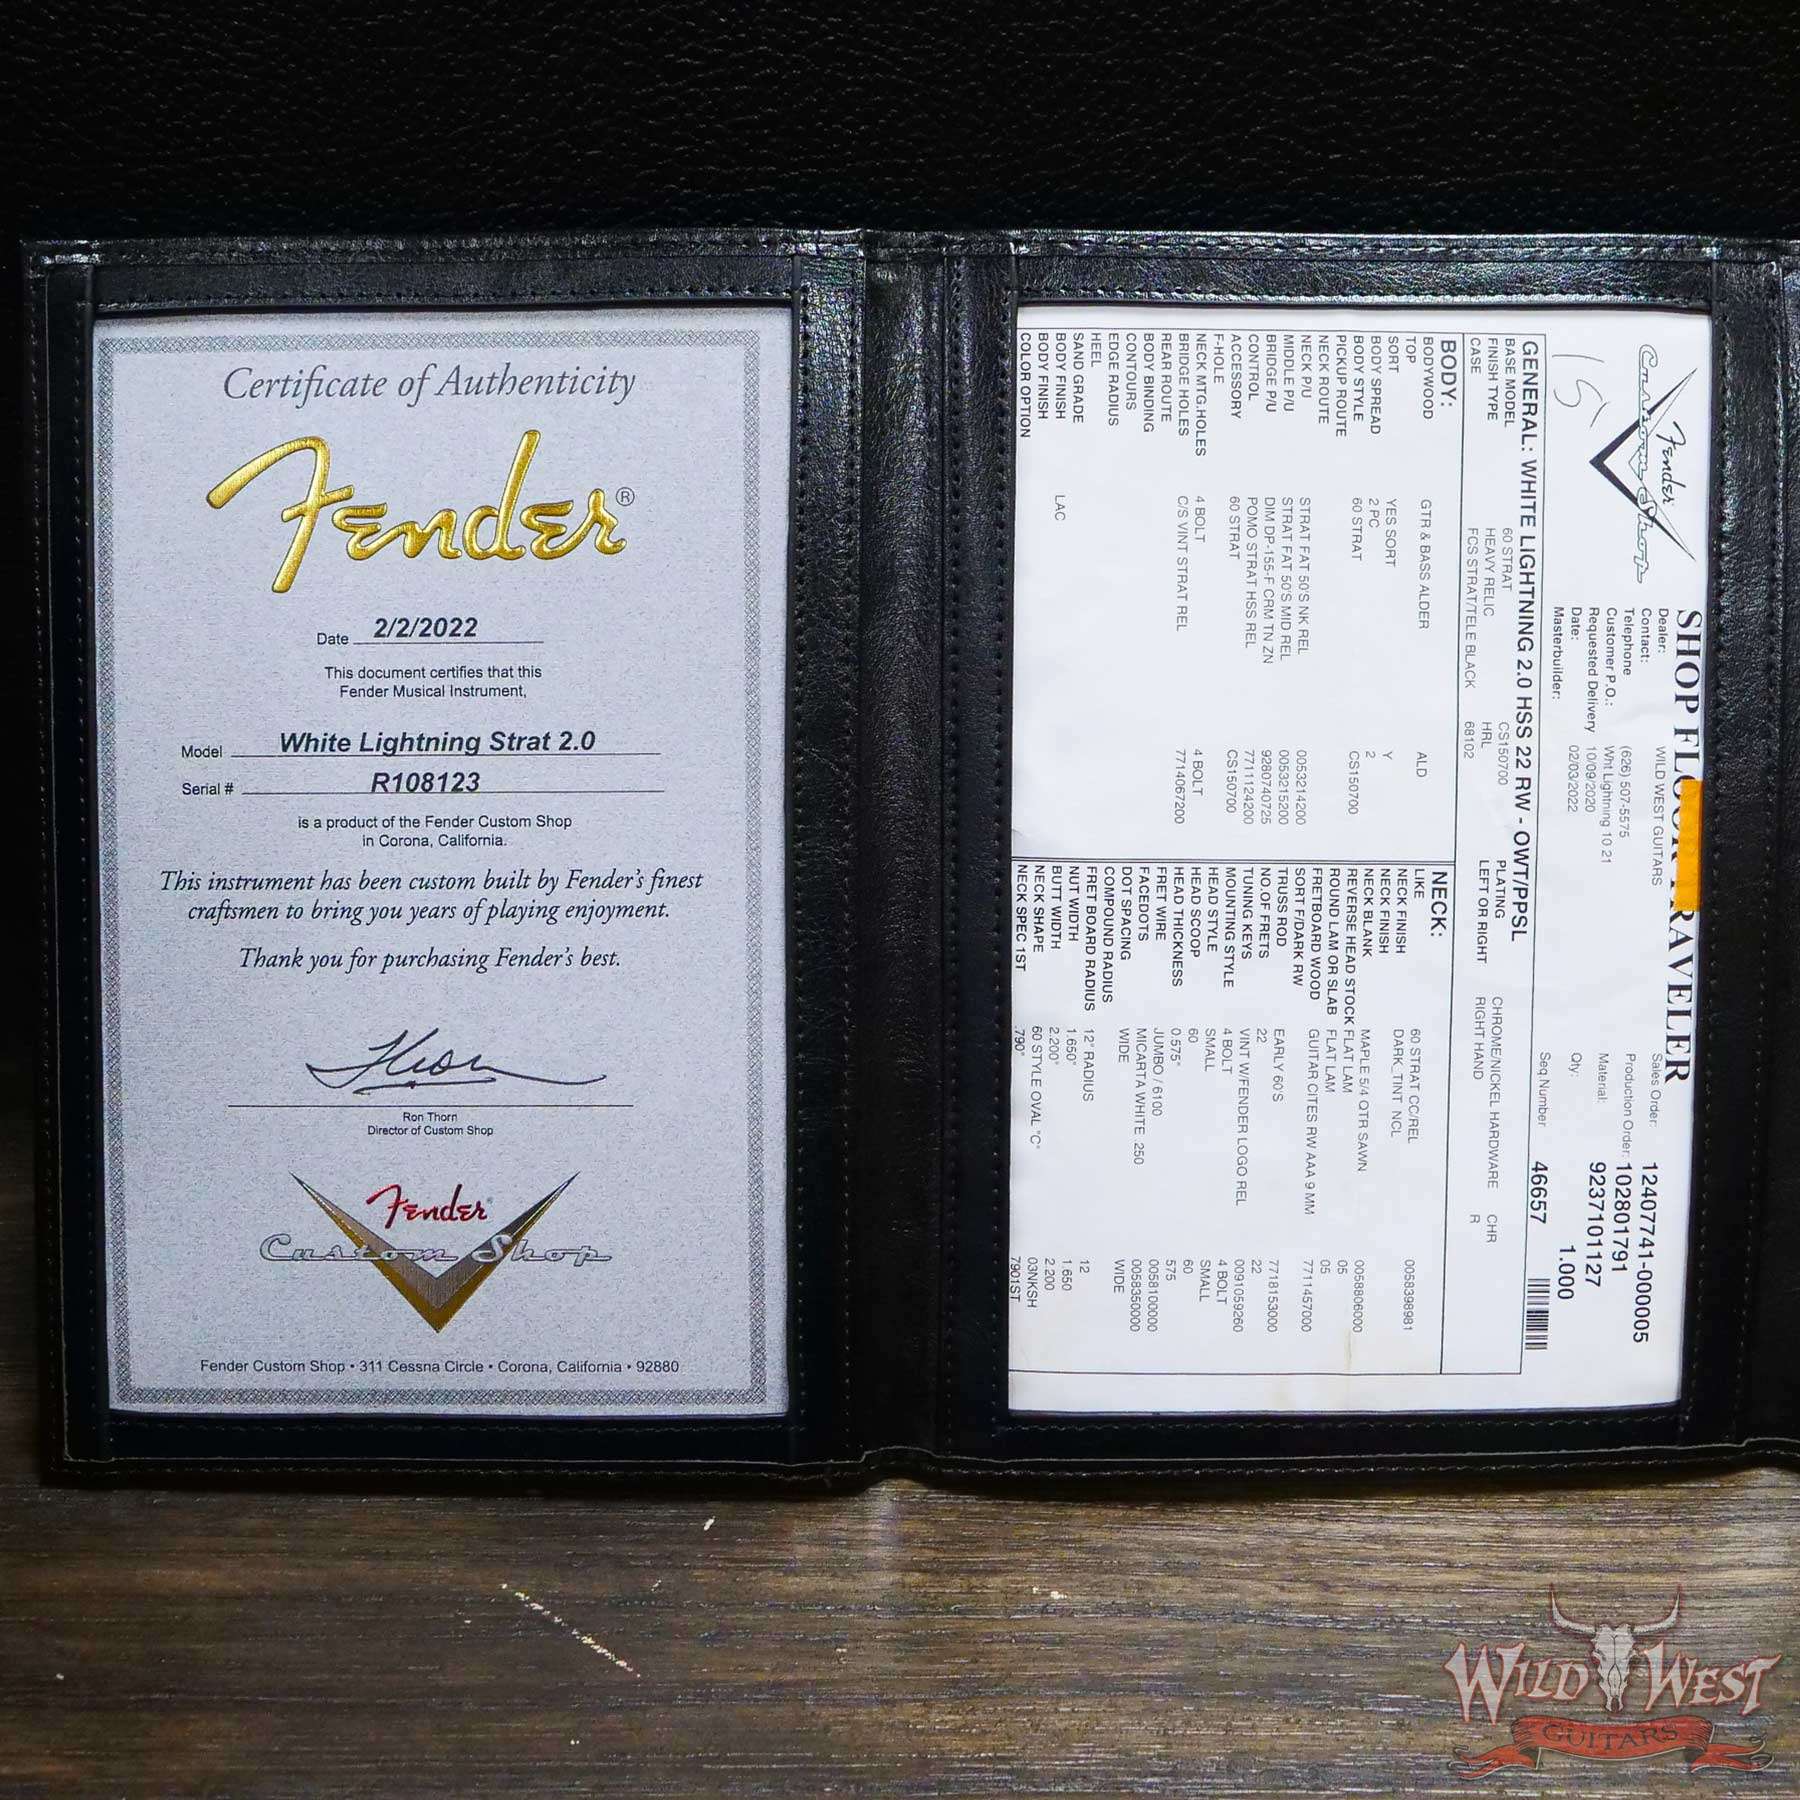 Certificate of Authenticity
Fender®
Date 2/2/2022
This document certifies that this
Fender Musical Instrument,
Model White Lightning Strat 2.0
Serial # R108123
is a product of the Fender Custom Shop
in Corona, California.
This instrument has been custom built by Fender's finest
craftsmen to bring you years of playing enjoyment.
Thank you for purchasing Fender's best.
Ron Thorn
Director of Custom Shop
Fender
Custom Shop
Fender Custom Shop • 311 Cessna Circle • Corona, California • 92880
Fender
Custom Shop
SHOP FLOOR TRAVELER
Dealer: WILD WEST GUITARS Sales Order: 12407741-000005
Contact:
Telephone (626) 507-5575 Production Order: 102801791
Customer P.O.: Wht Lightning 10 21 Material: 9237101127
Requested Delivery 10/09/2020 Qty: 1.000
Date: 02/03/2022
Masterbuilder: Seq.Number 46657
GENERAL: WHITE LIGHTNING 2.0 HSS 22 RW - OWT/PPSL
BASE MODEL 60 STRAT CS150700 PLATING CHROME/NICKEL HARDWARE CHR
FINISH TYPE HEAVY RELIC HRL LEFT OR RIGHT RIGHT HAND R
CASE FCS STRAT/TELE BLACK 68102
BODY:
BODYWOOD GTR & BASS ALDER ALD
TOP
SORT YES SORT Y
BODY SPREAD 2 PC 2
BODY STYLE 60 STRAT CS150700
PICKUP ROUTE
NECK ROUTE
NECK P/U STRAT FAT 50'S NK REL 0053214200
MIDDLE P/U STRAT FAT 50'S MID REL 0053215200
BRIDGE P/U DIM DP-155-F CRM TN ZN 9280740725
CONTROL POMO STRAT HSS REL 7711124200
ACCESSORY 60 STRAT CS150700
F-HOLE
NECK MTG.HOLES 4 BOLT 4 BOLT
BRIDGE HOLES C/S VINT STRAT REL 7714067200
REAR ROUTE
BODY BINDING
CONTOURS
EDGE RADIUS
HEEL
SAND GRADE
BODY FINISH LAC
BODY FINISH
COLOR OPTION
NECK:
LIKE 60 STRAT CC/REL 0058398981
NECK FINISH DARK_TINT NCL
NECK FINISH
NECK BLANK MAPLE 5/4 QTR SAWN 0058806000
REVERSE HEAD STOCK FLAT LAM 05
ROUND LAM OR SLAB FLAT LAM 05
FRETBOARD WOOD GUITAR CITES RW AAA 9 MM 7711457000
SORT F/DARK RW
TRUSS ROD EARLY 60'S 7718153000
NO.OF FRETS 22 22
TUNING KEYS VINT W/FENDER LOGO REL 0091059260
MOUNTING STYLE 4 BOLT 4 BOLT
HEAD STYLE SMALL SMALL
HEAD SCOOP 60 60
HEAD THICKNESS 0.575" 575
FRET WIRE JUMBO / 6100 0058100000
FACEDOTS MICARTA WHITE .250 0058350000
DOT SPACING WIDE WIDE
COMPOUND RADIUS
FRET BOARD RADIUS 12" RADIUS 12
NUT WIDTH 1.650" 1.650
BUTT WIDTH 2.200" 2.200
NECK SHAPE 60 STYLE OVAL "C" 03NKSH
NECK SPEC 1ST .790" 7901ST
WILD WEST
GUITARS